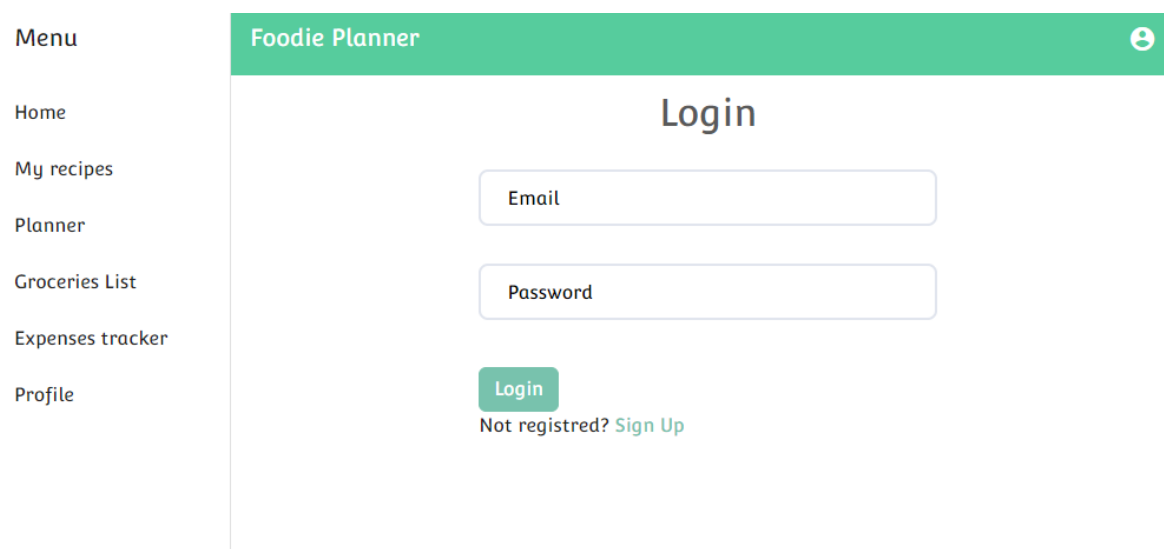 Menu
Home
My recipes
Planner
Groceries List
Expenses tracker
Profile
Foodie Planner
Login
Email
Password
Login
Not registred? Sign Up